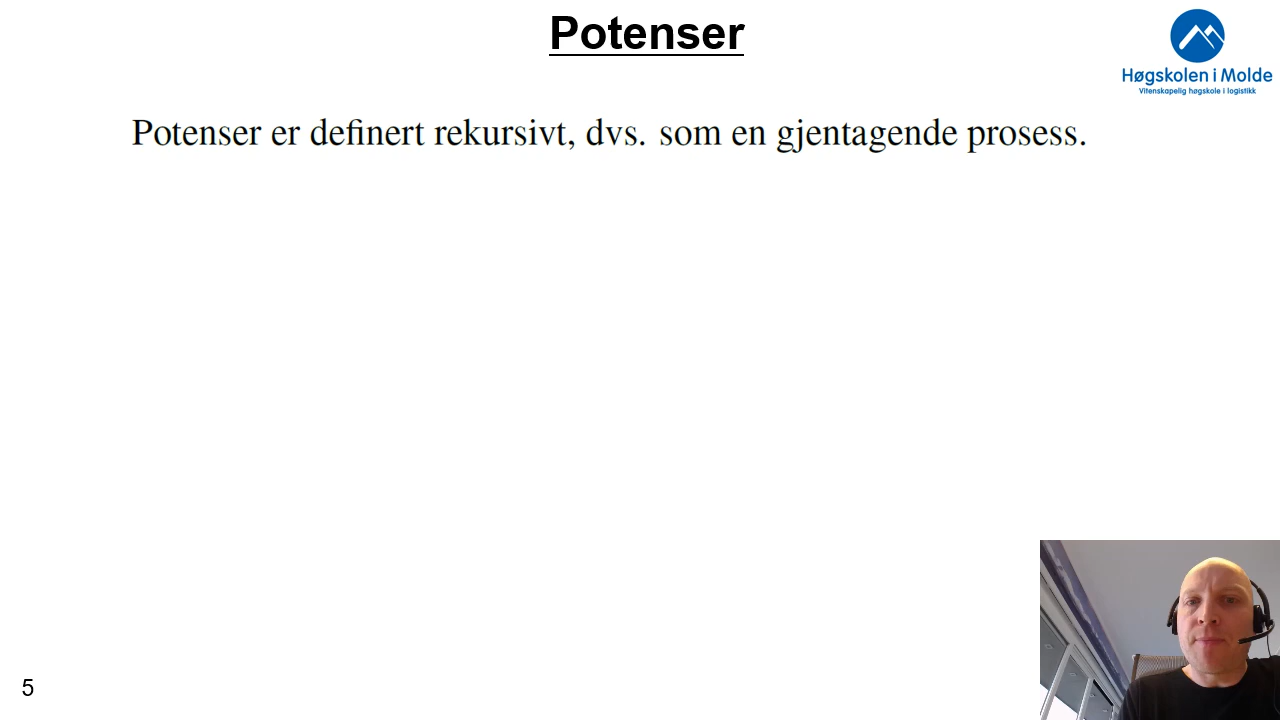 Potenser
Høgskolen i Molde
Vitenskapelig høgskole i logistikk
Potenser er definert rekursivt, dvs. som en gjentagende prosess.
5